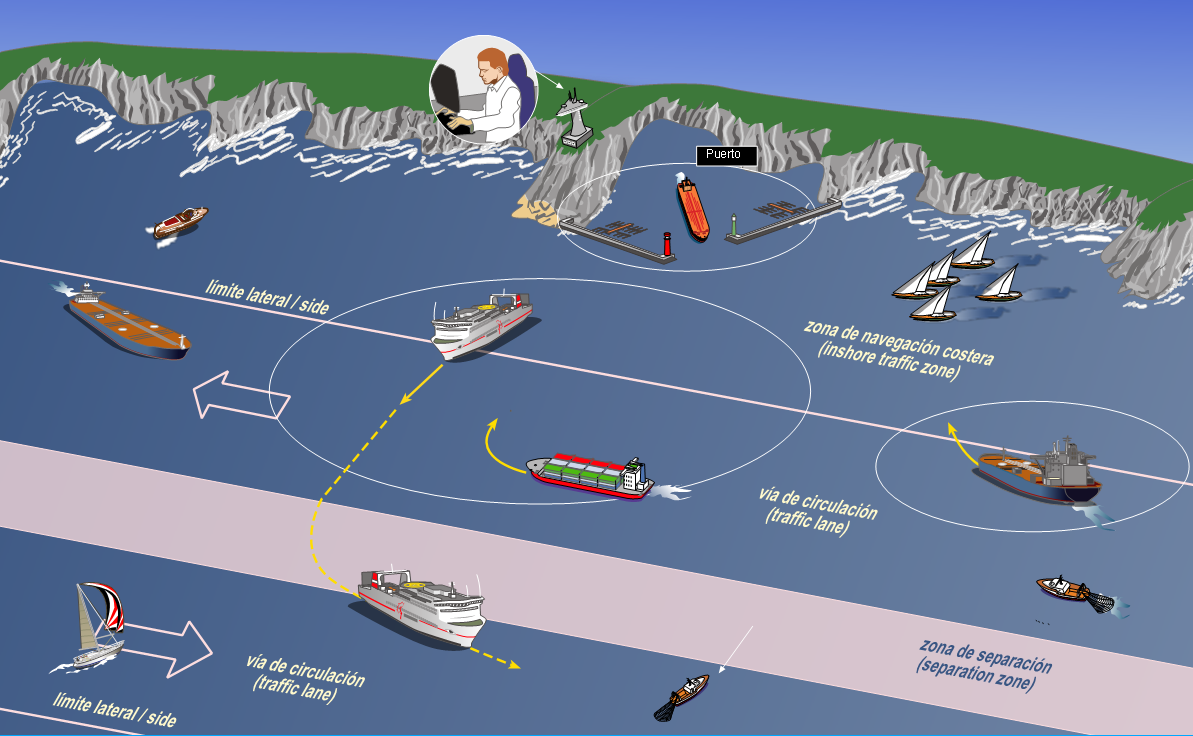 Puerto
límite lateral / side
zona de navegación costera
(inshore traffic zone)
vía de circulación
(traffic lane)
zona de separación
(separation zone)
vía de circulación
(traffic lane)
límite lateral / side